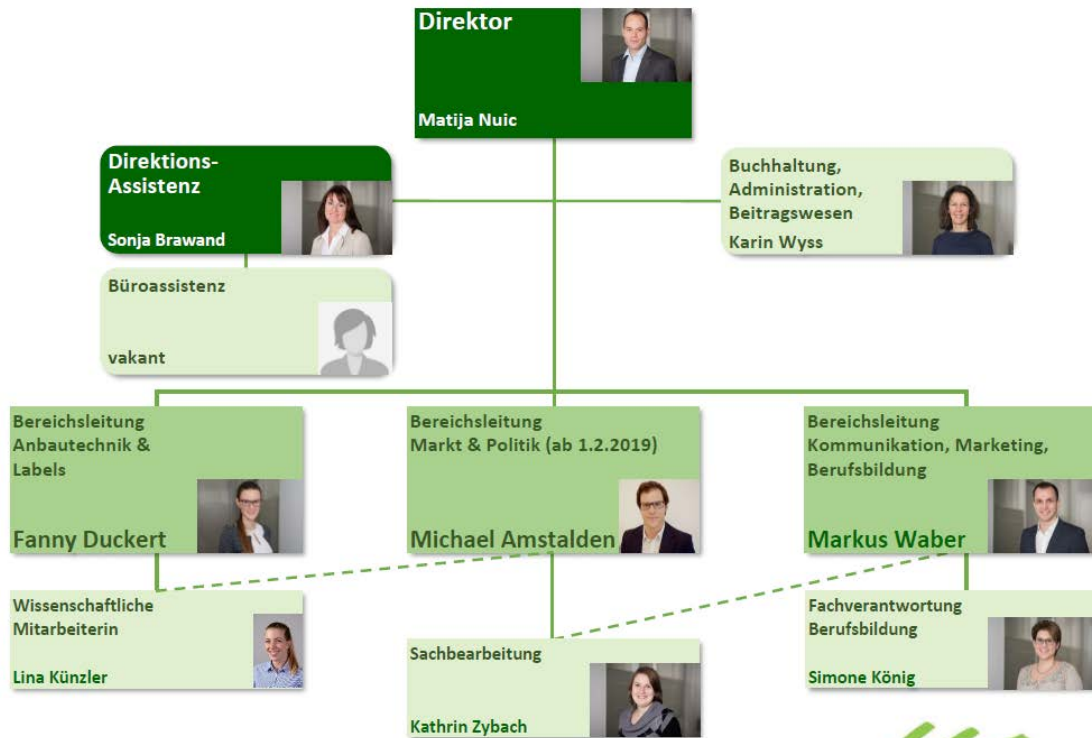 Direktor
Matija Nuic
Direktions-
Assistenz
Sonja Brawand
Buchhaltung,
Administration,
Beitragswesen
Karin Wyss
Büroassistenz
vakant
Bereichsleitung
Anbautechnik &
Labels
Fanny Duckert
Bereichsleitung
Markt & Politik (ab 1.2.2019)
Michael Amstalden
Bereichsleitung
Kommunikation, Marketing,
Berufsbildung
Markus Waber
Wissenschaftliche
Mitarbeiterin
Lina Künzler
Sachbearbeitung
Kathrin Zybach
Fachverantwortung
Berufsbildung
Simone König